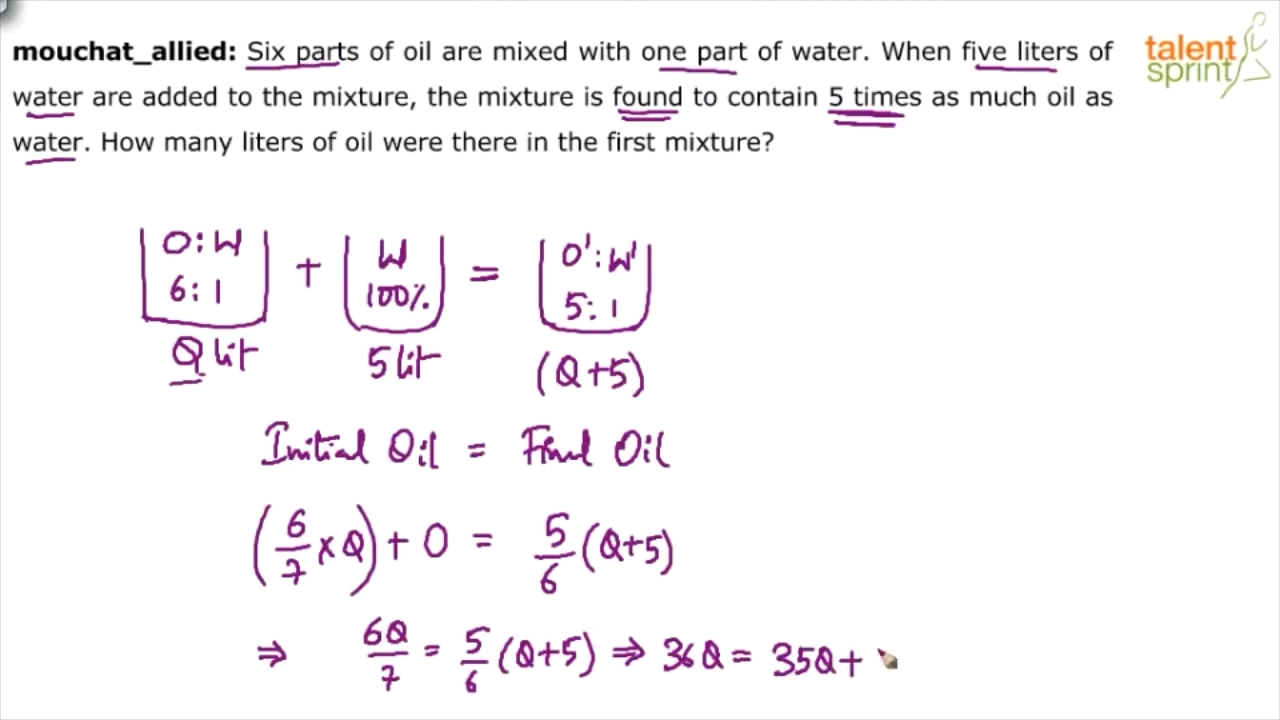 mouchat_allied: Six parts of oil are mixed with one part of water. When five liters of
water are added to the mixture, the mixture is found to contain 5 times as much oil as
water. How many liters of oil were there in the first mixture?
talent
sprint
O:W + W = O':W'
6:1 100% 5:1
Q lit 5 lit (Q+5)
Initial Oil = Final Oil
(6/7 × Q) + 0 = 5/6 (Q+5)
⇒ 6Q/7 = 5/6 (Q+5) ⇒ 36Q = 35Q +